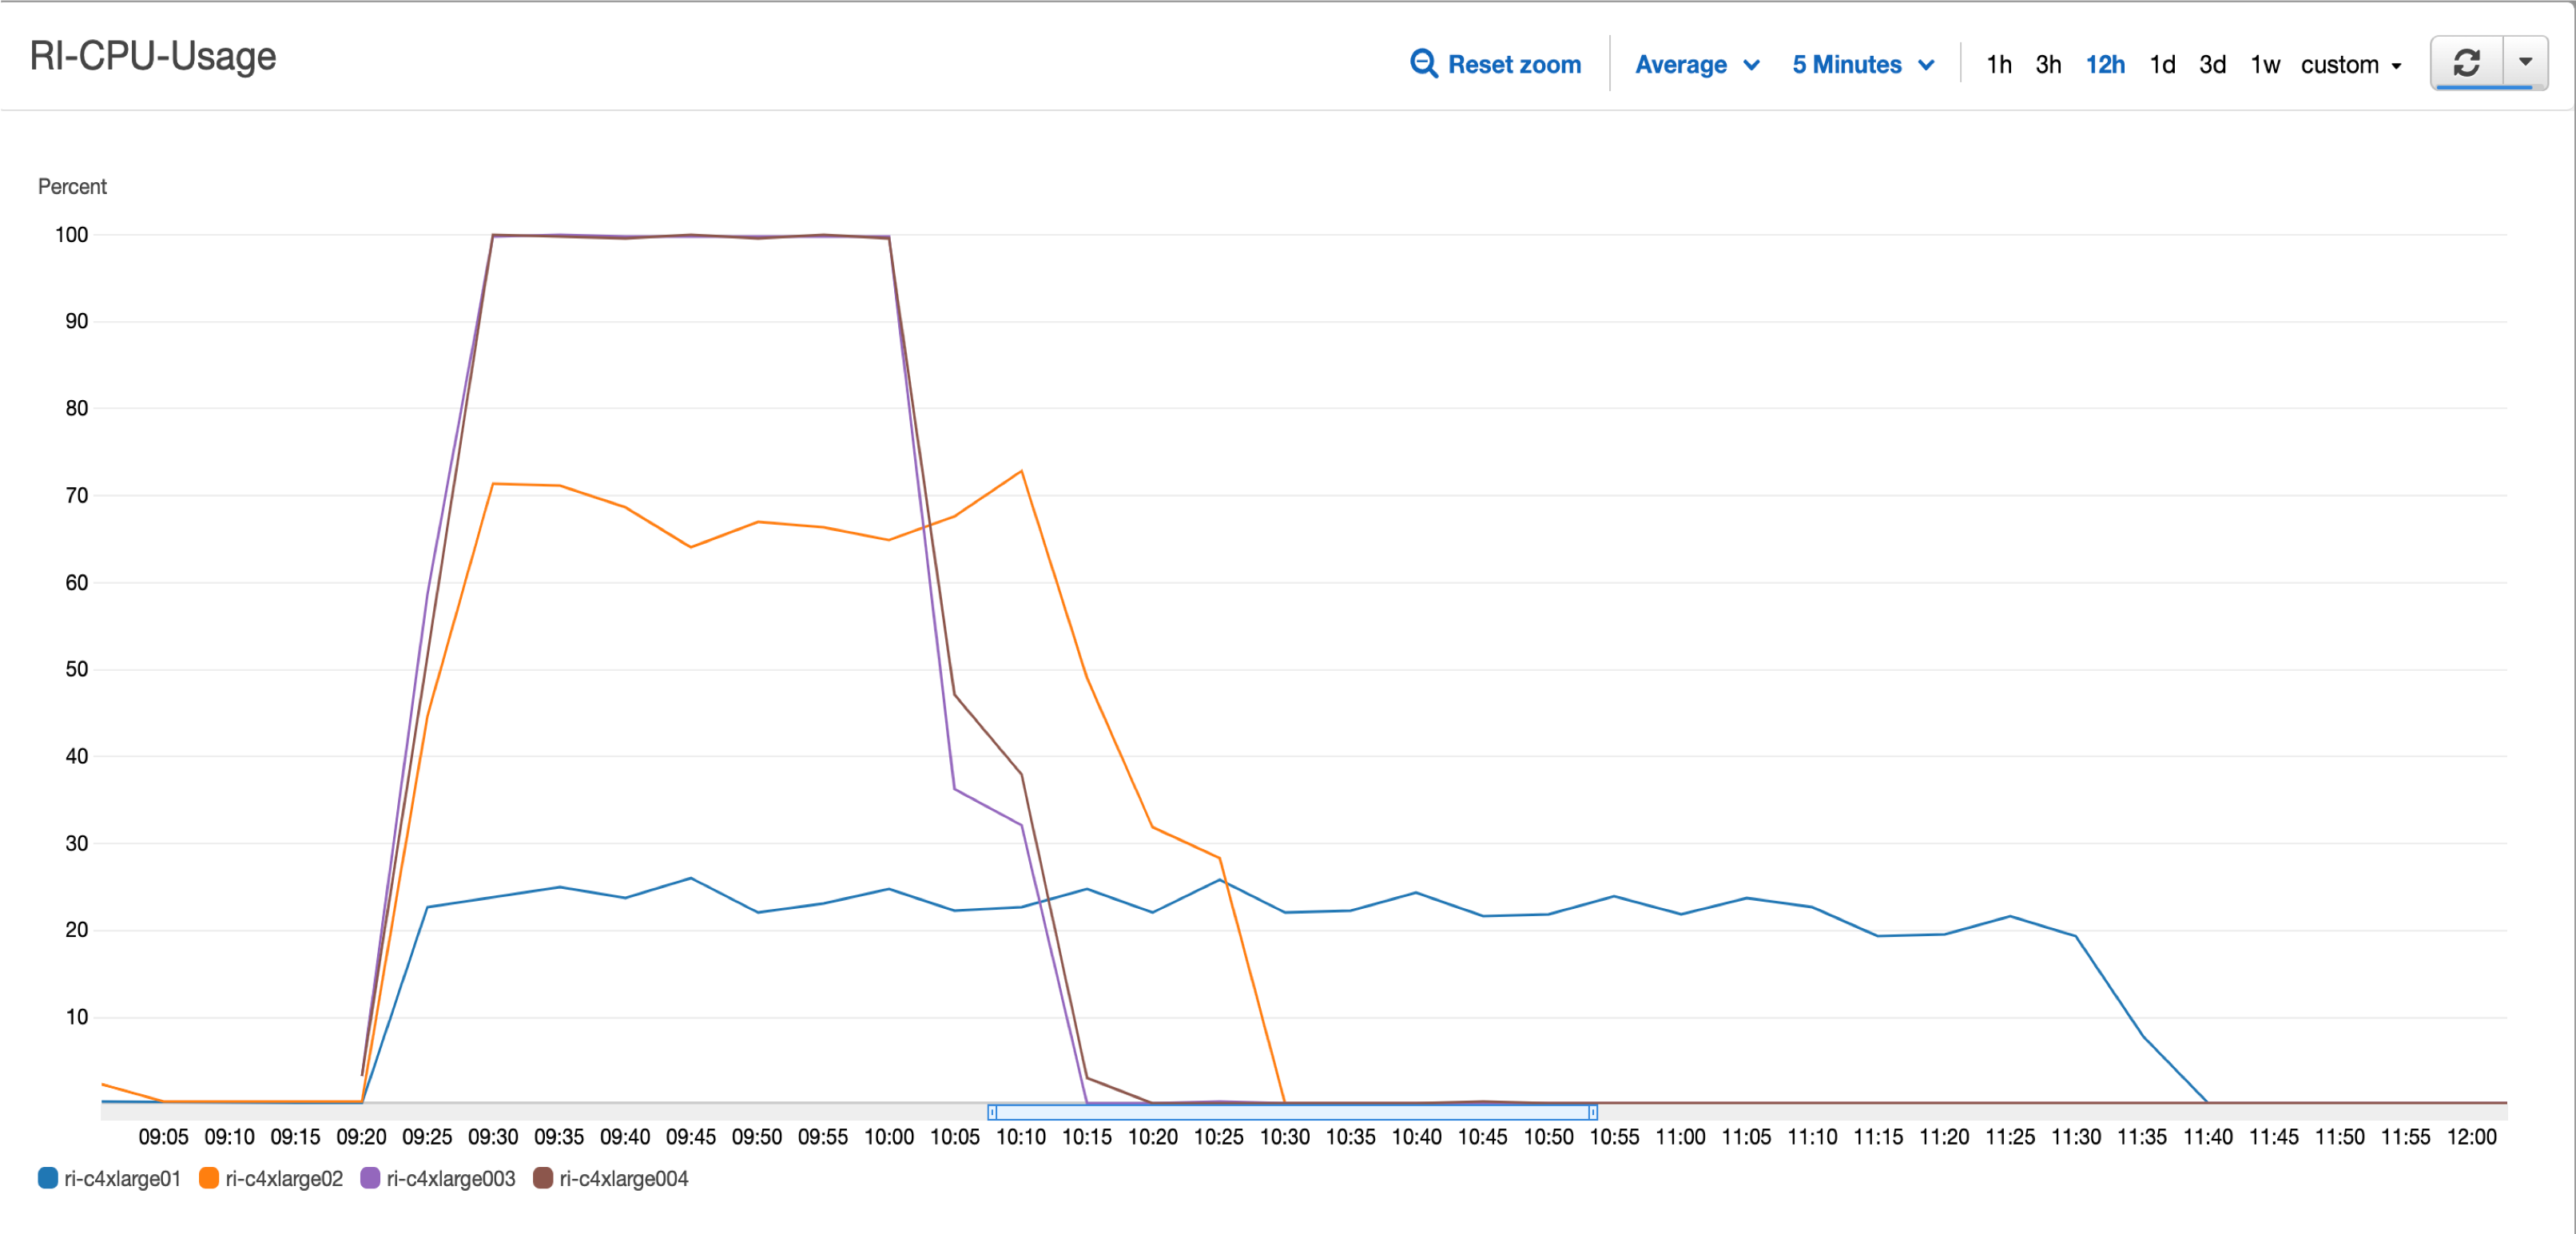 RI-CPU-Usage
Reset zoom Average 5 Minutes 1h 3h 12h 1d 3d 1w custom
Percent
100
90
80
70
60
50
40
30
20
10
09:05 09:10 09:15 09:20 09:25 09:30 09:35 09:40 09:45 09:50 09:55 10:00 10:05 10:10 10:15 10:20 10:25 10:30 10:35 10:40 10:45 10:50 10:55 11:00 11:05 11:10 11:15 11:20 11:25 11:30 11:35 11:40 11:45 11:50 11:55 12:00
ri-c4xlarge01 ri-c4xlarge02 ri-c4xlarge003 ri-c4xlarge004